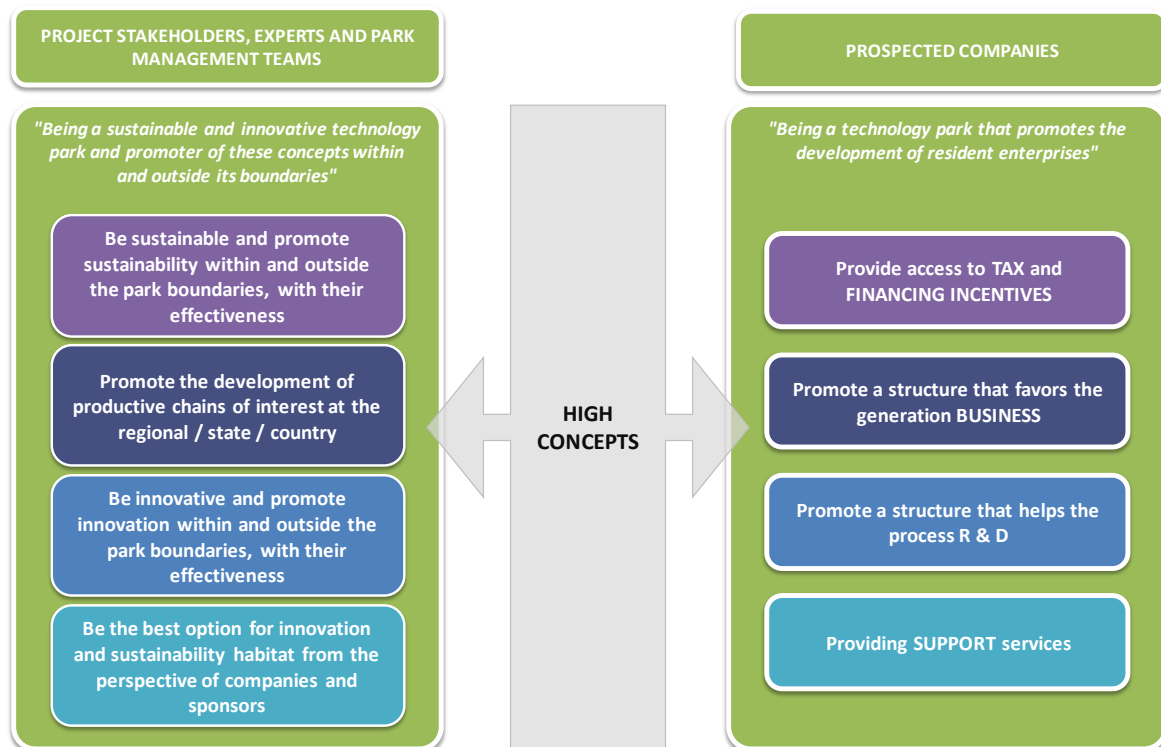 PROJECT STAKEHOLDERS, EXPERTS AND PARK
MANAGEMENT TEAMS
"Being a sustainable and innovative technology
park and promoter of these concepts within
and outside its boundaries"
Be sustainable and promote
sustainability within and outside
the park boundaries, with their
effectiveness
Promote the development of
productive chains of interest at the
regional / state / country
Be innovative and promote
innovation within and outside the
park boundaries, with their
effectiveness
Be the best option for innovation
and sustainability habitat from the
perspective of companies and
sponsors
HIGH
CONCEPTS
PROSPECTED COMPANIES
"Being a technology park that promotes the
development of resident enterprises"
Provide access to TAX and
FINANCING INCENTIVES
Promote a structure that favors the
generation BUSINESS
Promote a structure that helps the
process R & D
Providing SUPPORT services